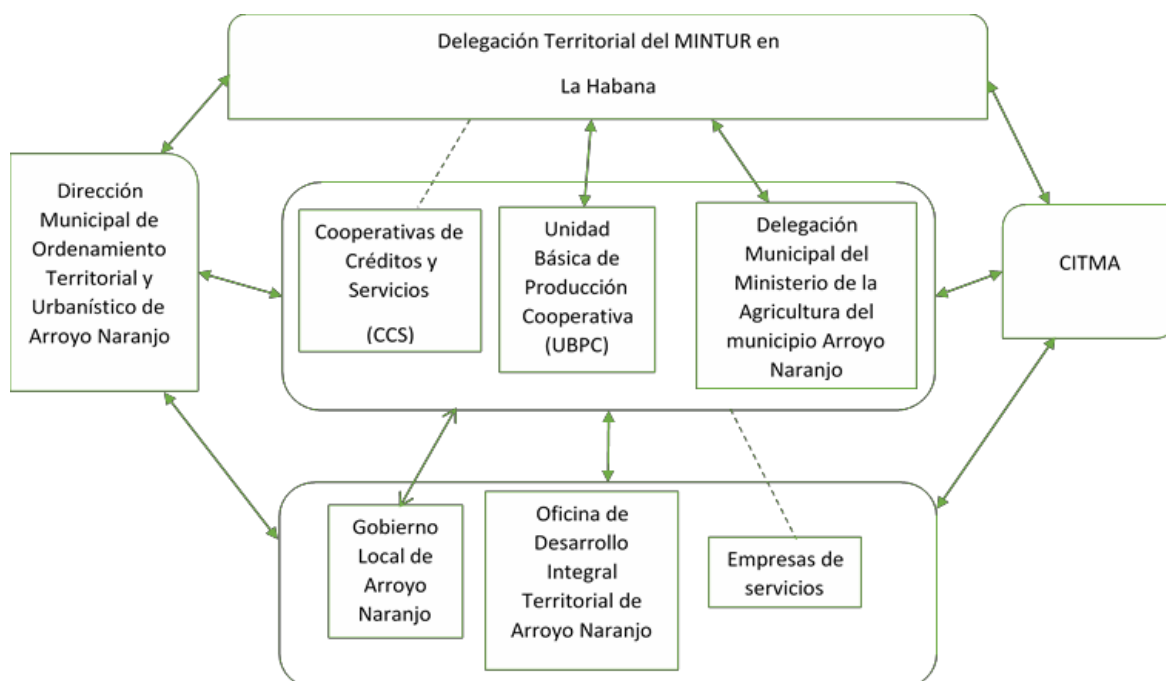 Delegación Territorial del MINTUR en
La Habana
Dirección
Municipal de
Ordenamiento
Territorial y
Urbanístico de
Arroyo Naranjo
Cooperativas de
Créditos y
Servicios
(CCS)
Unidad
Básica de
Producción
Cooperativa
(UBPC)
Delegación
Municipal del
Ministerio de la
Agricultura del
municipio Arroyo
Naranjo
CITMA
Gobierno
Local de
Arroyo
Naranjo
Oficina de
Desarrollo
Integral
Territorial de
Arroyo Naranjo
Empresas de
servicios